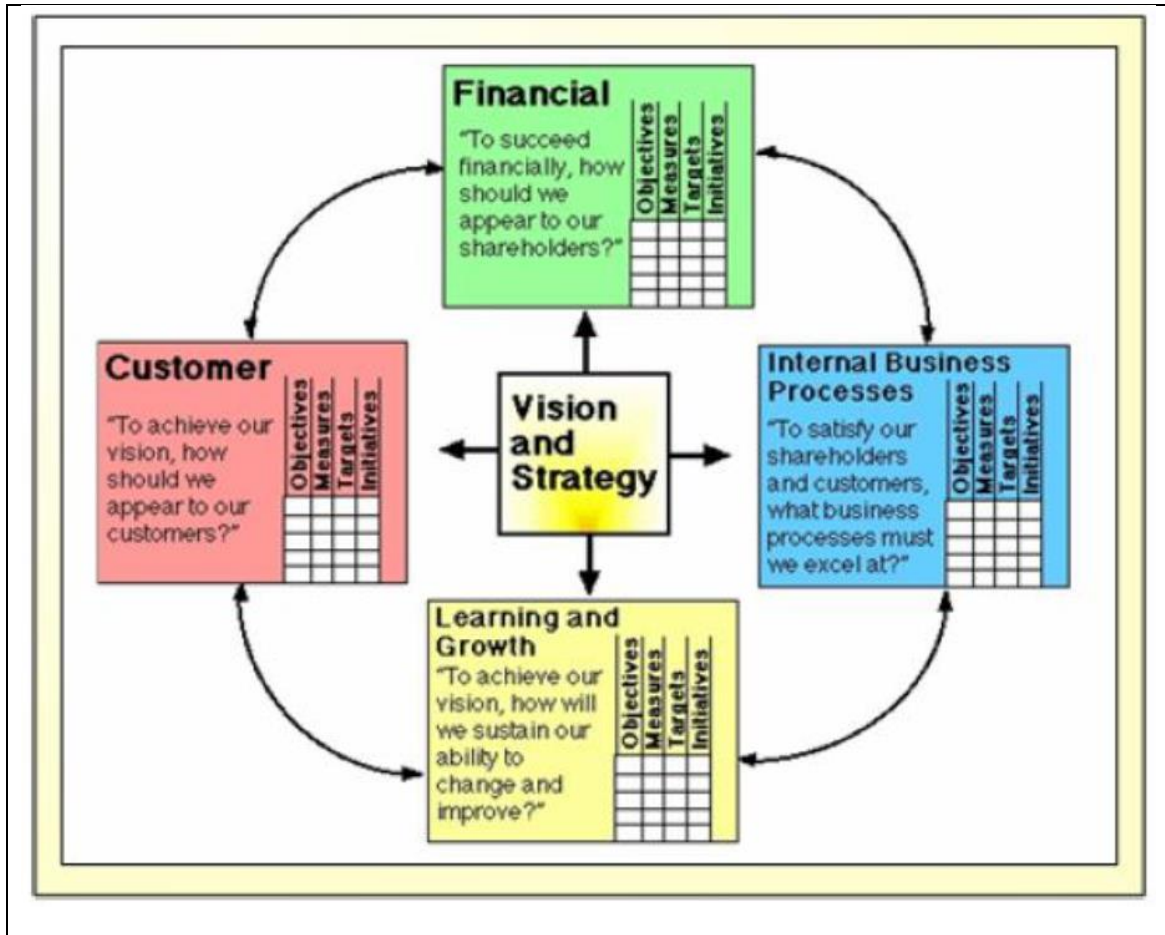 Financial
"To succeed
financially, how
should we
appear to our
shareholders?"
Objectives
Measures
Targets
Initiatives
Customer
"To achieve our
vision, how
should we
appear to our
customers?"
Objectives
Measures
Targets
Initiatives
Vision
and
Strategy
Internal Business
Processes
"To satisfy our
shareholders
and customers,
what business
processes must
we excel at?"
Objectives
Measures
Targets
Initiatives
Learning and
Growth
"To achieve our
vision, how will
we sustain our
ability to
change and
improve?"
Objectives
Measures
Targets
Initiatives